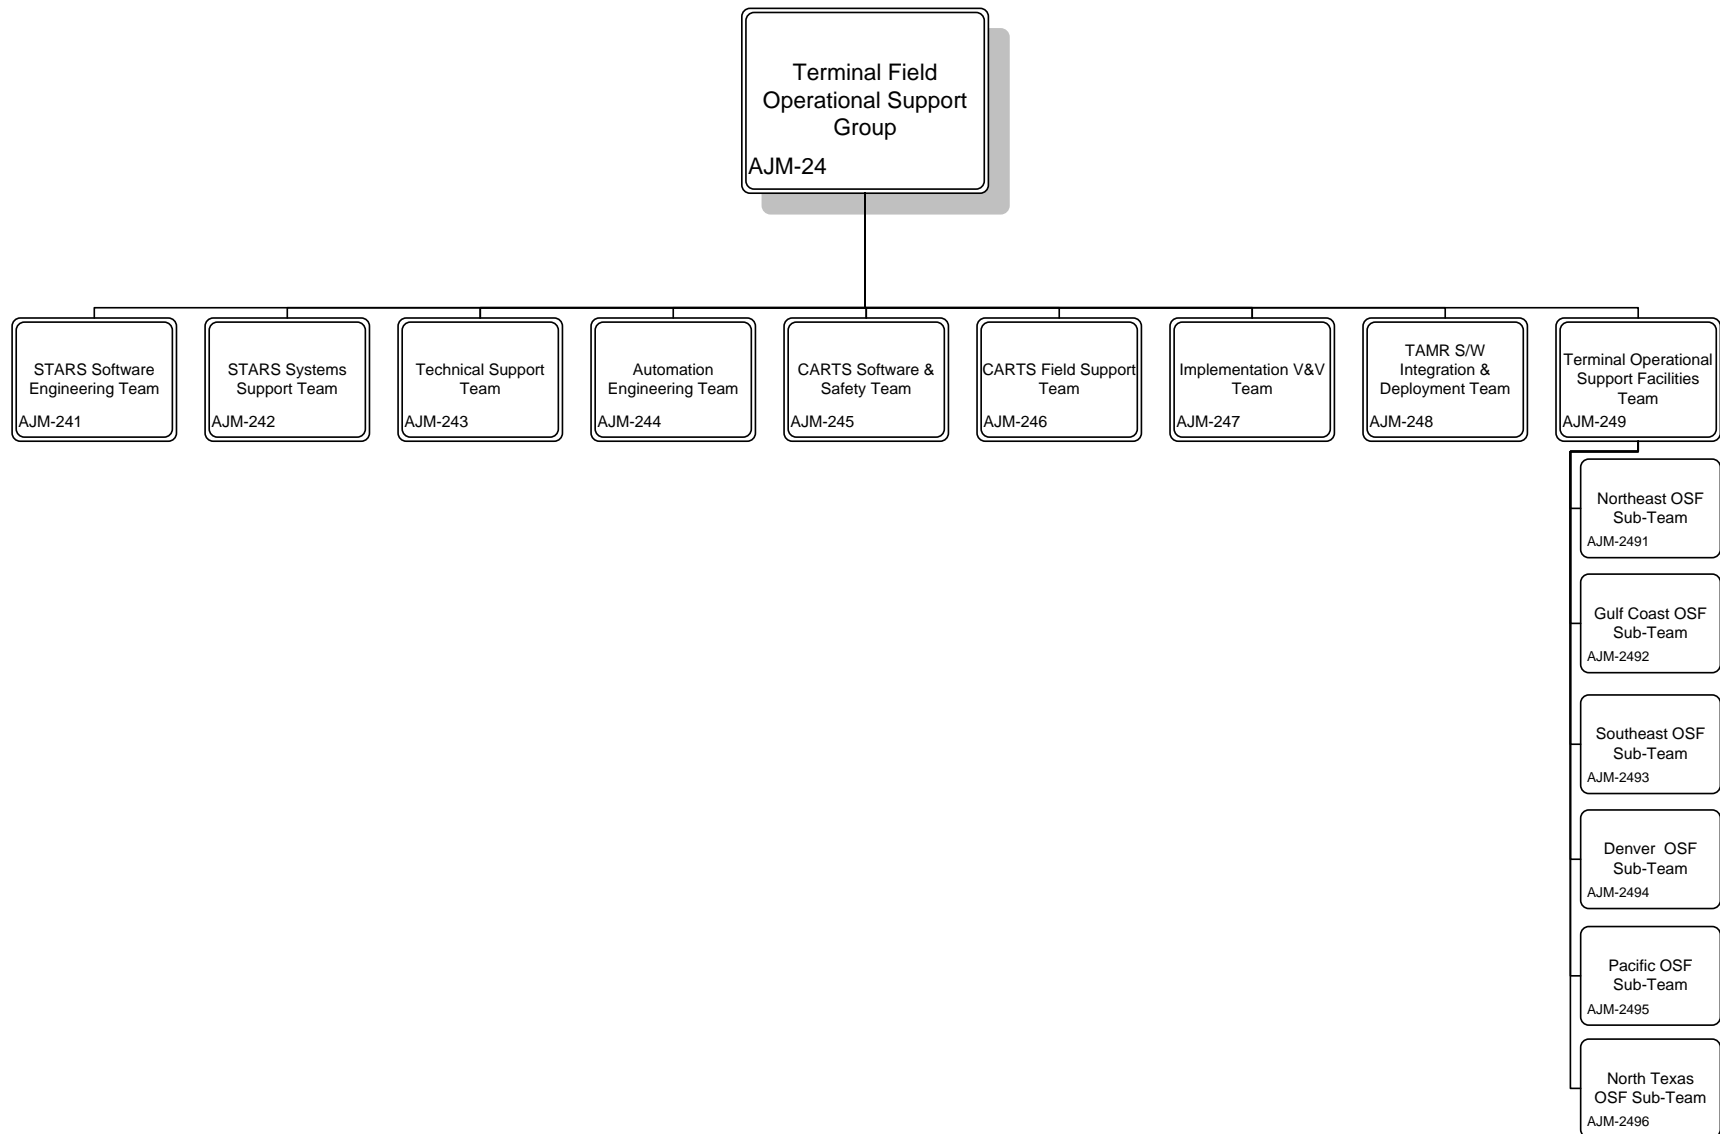 Terminal Field
Operational Support
Group
AJM-24
STARS Software
Engineering Team
AJM-241
STARS Systems
Support Team
AJM-242
Technical Support
Team
AJM-243
Automation
Engineering Team
AJM-244
CARTS Software &
Safety Team
AJM-245
CARTS Field Support
Team
AJM-246
Implementation V&V
Team
AJM-247
TAMR S/W
Integration &
Deployment Team
AJM-248
Terminal Operational
Support Facilities
Team
AJM-249
Northeast OSF
Sub-Team
AJM-2491
Gulf Coast OSF
Sub-Team
AJM-2492
Southeast OSF
Sub-Team
AJM-2493
Denver  OSF
Sub-Team
AJM-2494
Pacific OSF
Sub-Team
AJM-2495
North Texas
OSF Sub-Team
AJM-2496